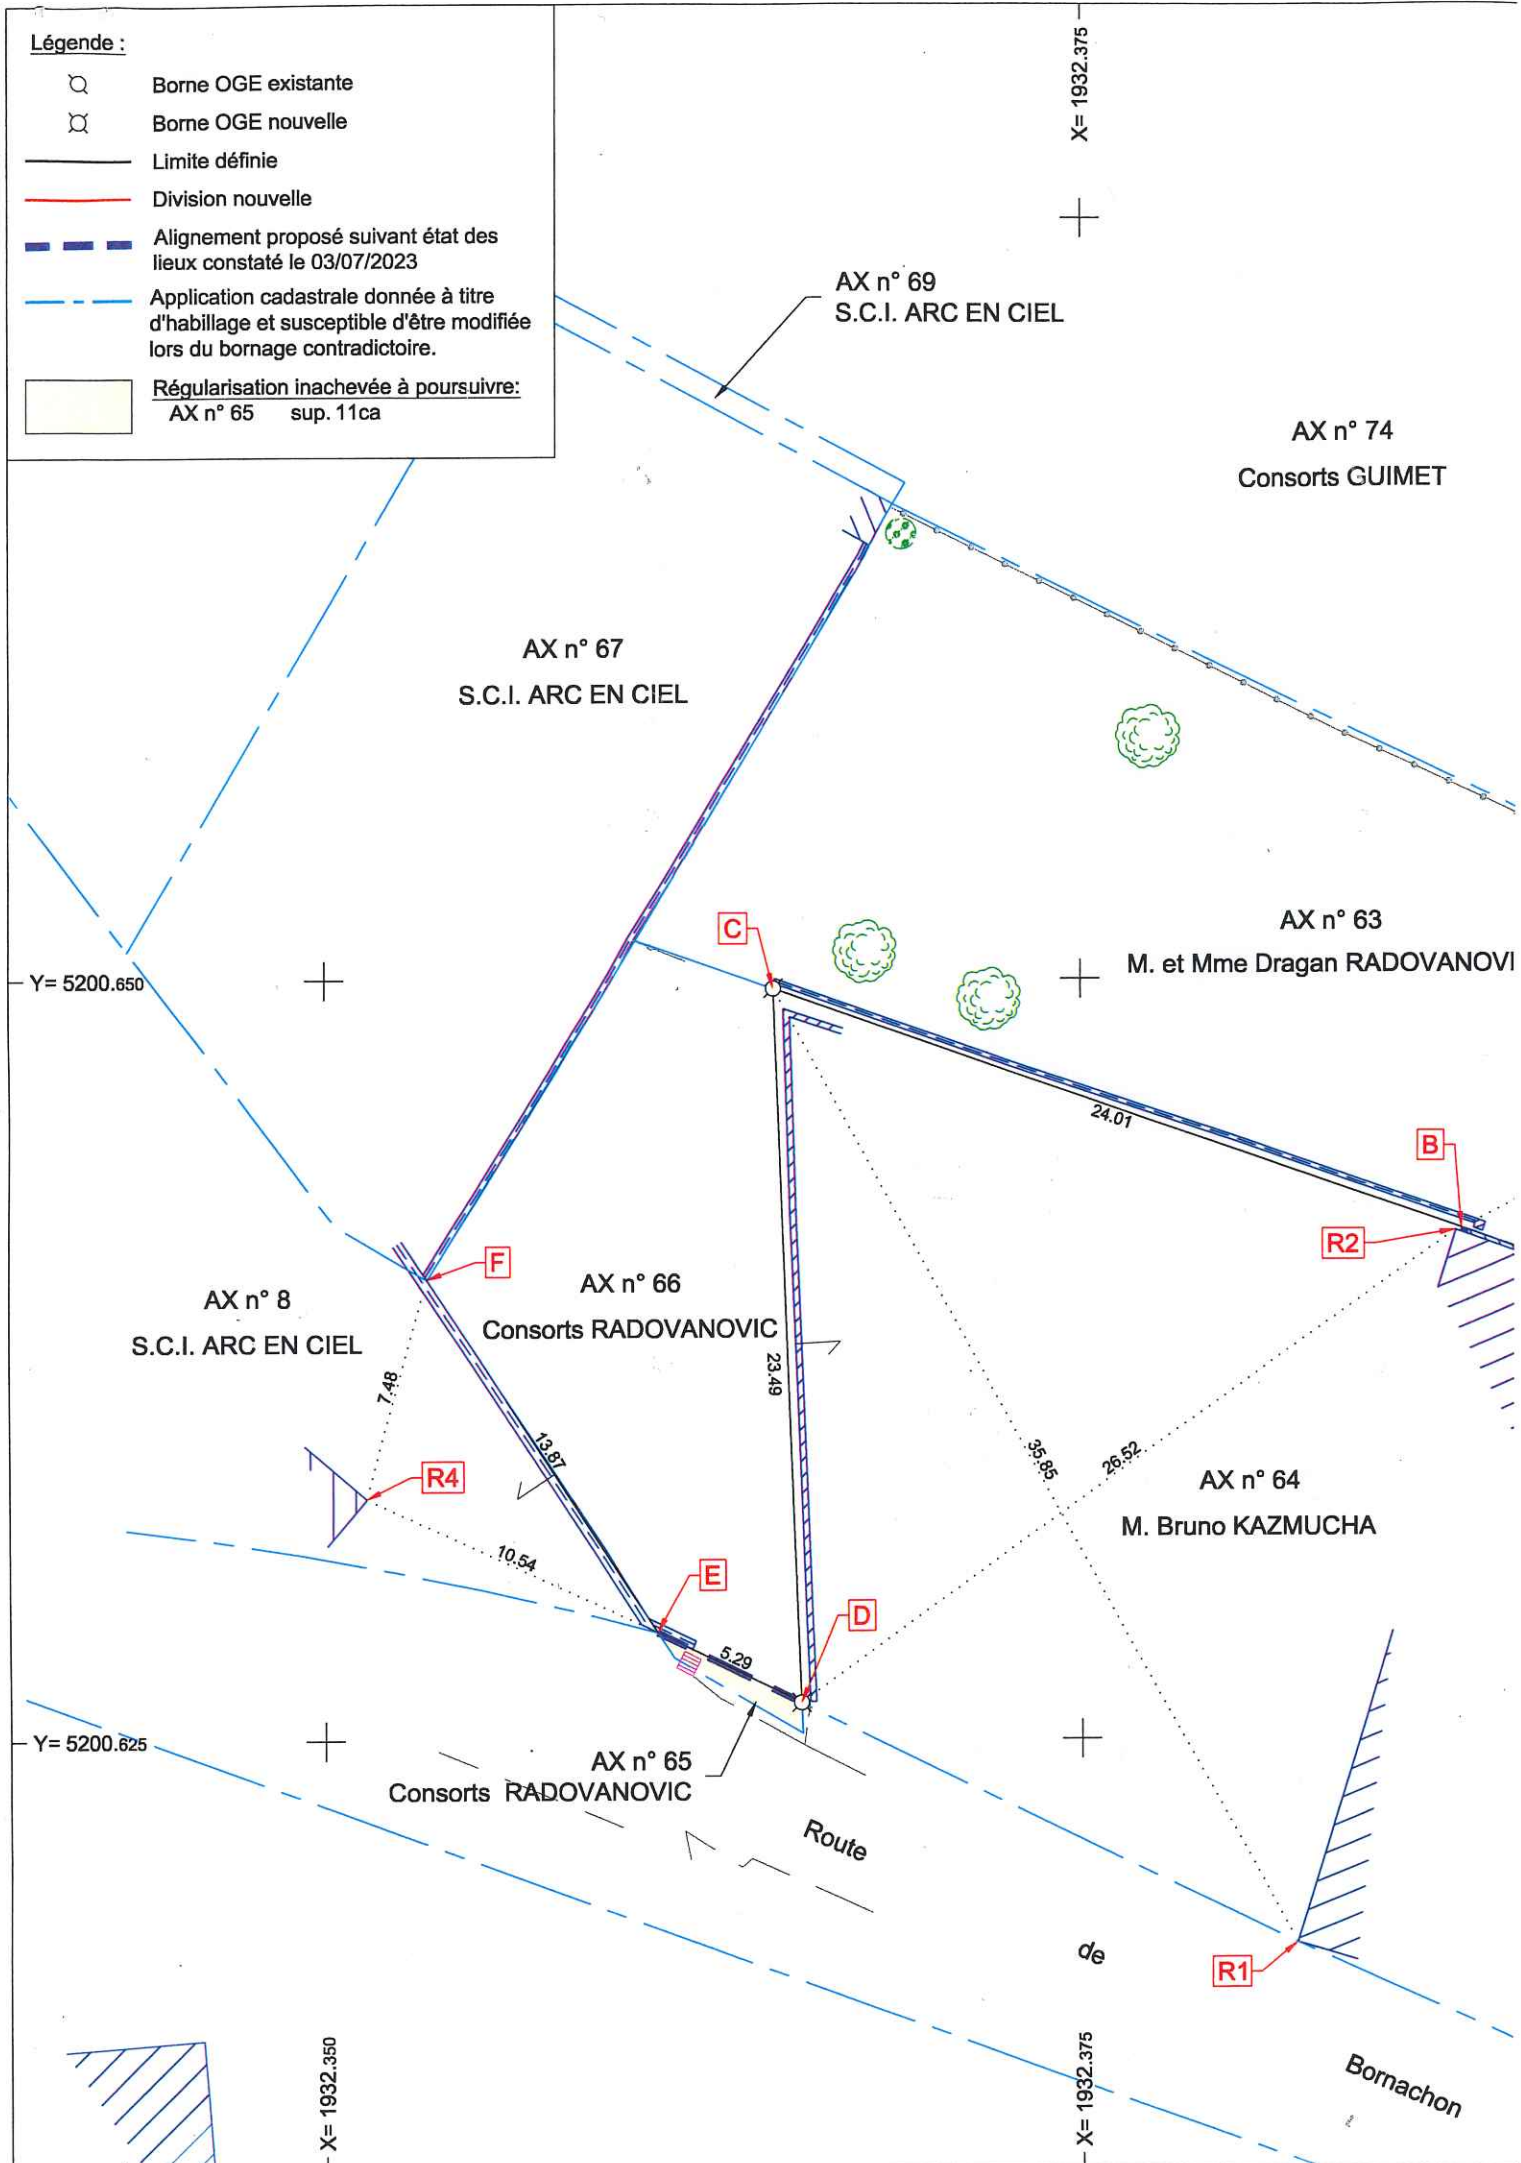 Légende :
Borne OGE existante
Borne OGE nouvelle
Limite définie
Division nouvelle
Alignement proposé suivant état des
lieux constaté le 03/07/2023
Application cadastrale donnée à titre
d'habillage et susceptible d'être modifiée
lors du bornage contradictoire.
Régularisation inachevée à poursuivre:
AX n° 65 sup. 11ca
X= 1932.375
AX n° 69
S.C.I. ARC EN CIEL
AX n° 74
Consorts GUIMET
AX n° 67
S.C.I. ARC EN CIEL
C
AX n° 63
M. et Mme Dragan RADOVANOVI
Y= 5200.650
24.01
B
R2
F
AX n° 66
Consorts RADOVANOVIC
AX n° 8
S.C.I. ARC EN CIEL
7.48
23.49
13.87
35.85
26.52
R4
AX n° 64
M. Bruno KAZMUCHA
10.54
E
D
5.29
Y= 5200.625
AX n° 65
Consorts RADOVANOVIC
Route
de
R1
Bornachon
X= 1932.350
X= 1932.375